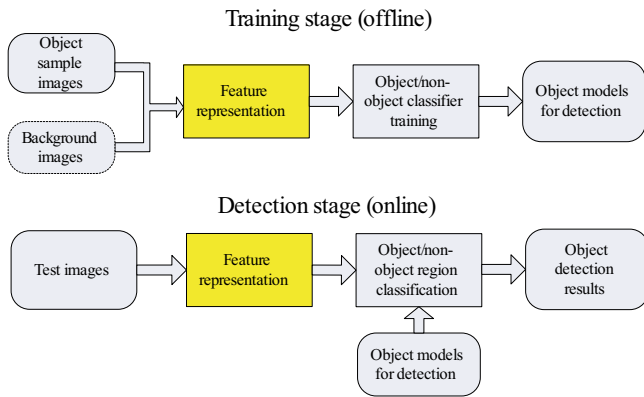 Training stage (offline)
Object
sample
images
Background
images
Feature
representation
Object/non-
object classifier
training
Object models
for detection
Detection stage (online)
Test images
Feature
representation
Object/non-
object region
classification
Object
detection
results
Object models
for detection